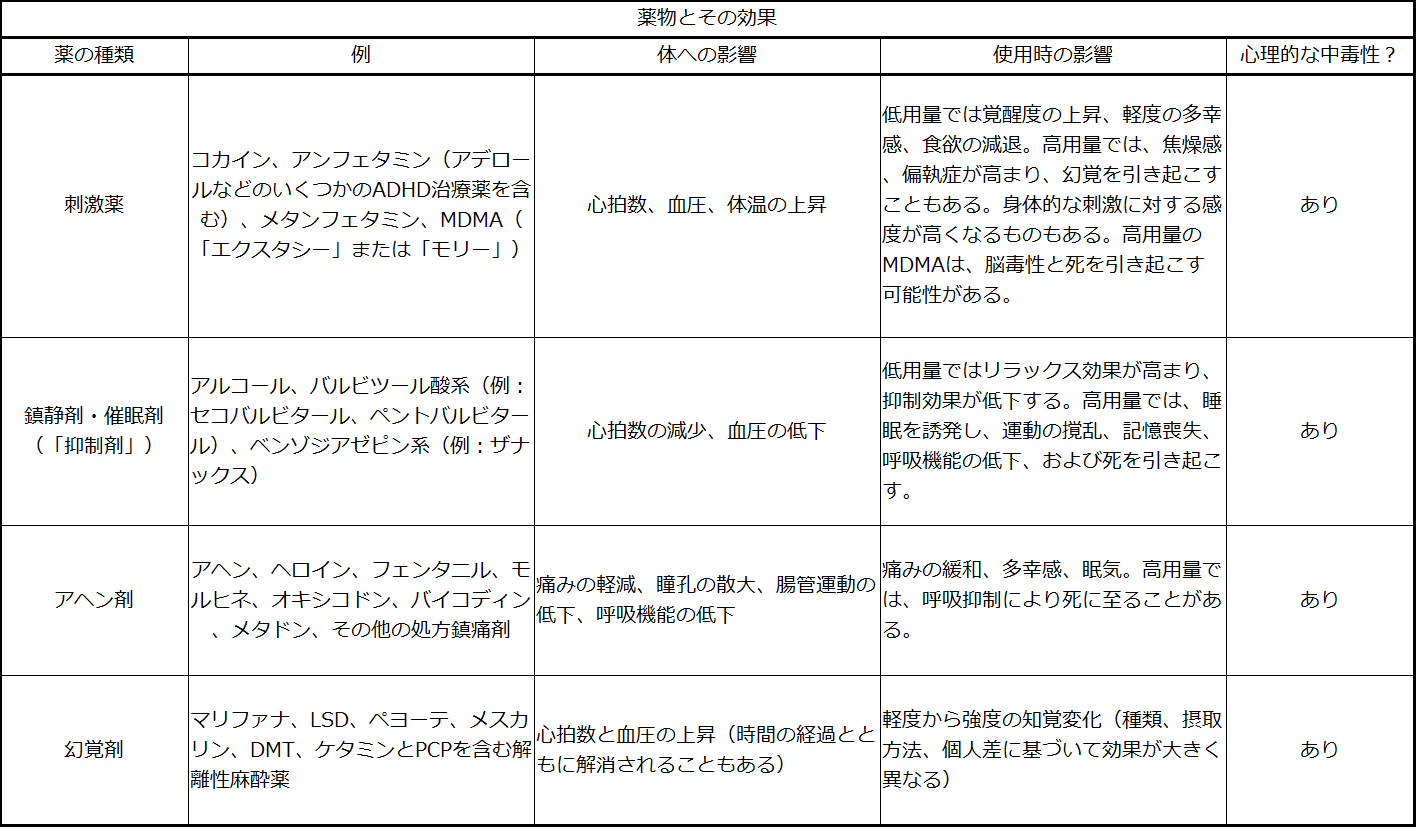 薬物とその効果
薬の種類
例
体への影響
使用時の影響
心理的な中毒性？
刺激薬
コカイン、アンフェタミン（アデロー
ルなどのいくつかのADHD治療薬を含
む）、メタンフェタミン、MDMA（
「エクスタシー」または「モリー」）
心拍数、血圧、体温の上昇
低用量では覚醒度の上昇、軽度の多幸
感、食欲の減退。高用量では、焦燥感
、偏執症が高まり、幻覚を引き起こす
こともある。身体的な刺激に対する感
度が高くなるものもある。高用量の
MDMAは、脳毒性と死を引き起こす
可能性がある。
あり
鎮静剤・催眠剤
（「抑制剤」）
アルコール、バルビツール酸系（例：
セコバルビタール、ペントバルビター
ル）、ベンゾジアゼピン系（例：ザナ
ックス）
心拍数の減少、血圧の低下
低用量ではリラックス効果が高まり、
抑制効果が低下する。高用量では、睡
眠を誘発し、運動の撹乱、記憶喪失、
呼吸機能の低下、および死を引き起こ
す。
あり
アヘン剤
アヘン、ヘロイン、フェンタニル、モ
ルヒネ、オキシコドン、バイコディン
、メタドン、その他の処方鎮痛剤
痛みの軽減、瞳孔の散大、腸管運動の
低下、呼吸機能の低下
痛みの緩和、多幸感、眠気。高用量で
は、呼吸抑制により死に至ることがあ
る。
あり
幻覚剤
マリファナ、LSD、ペヨーテ、メスカ
リン、DMT、ケタミンとPCPを含む解
離性麻酔薬
心拍数と血圧の上昇（時間の経過とと
もに解消されることもある）
軽度から強度の知覚変化（種類、摂取
方法、個人差に基づいて効果が大きく
異なる）
あり